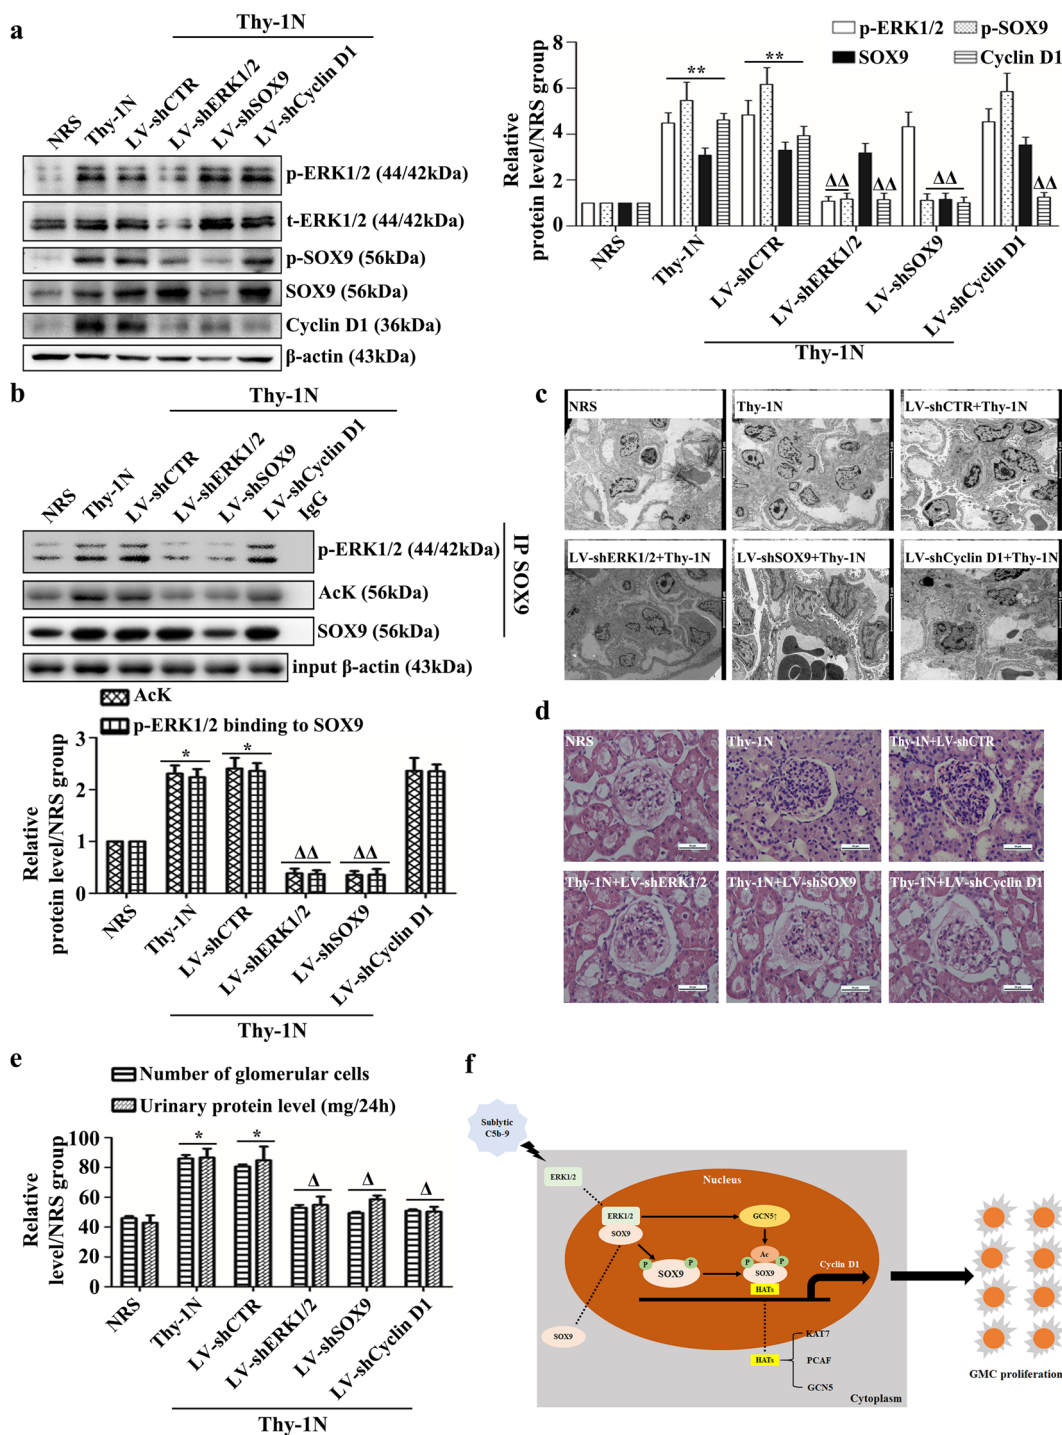 a
Thy-1N
NRS
Thy-1N
LV-shCTR
LV-shERK1/2
LV-shSOX9
LV-shCyclin D1
p-ERK1/2 (44/42kDa)
t-ERK1/2 (44/42kDa)
p-SOX9 (56kDa)
SOX9 (56kDa)
Cyclin D1 (36kDa)
β-actin (43kDa)
p-ERK1/2
p-SOX9
SOX9
Cyclin D1
Relative
protein level/NRS group
8
6
4
2
0
**
**
ΔΔ
ΔΔ
ΔΔ
ΔΔ
NRS
Thy-1N
LV-shCTR
LV-shERK1/2
LV-shSOX9
LV-shCyclin D1
Thy-1N
b
Thy-1N
NRS
Thy-1N
LV-shCTR
LV-shERK1/2
LV-shSOX9
LV-shCyclin D1
IgG
p-ERK1/2 (44/42kDa)
AcK (56kDa)
SOX9 (56kDa)
input β-actin (43kDa)
IP SOX9
AcK
p-ERK1/2 binding to SOX9
Relative
protein level/NRS group
3
2
1
0
*
*
ΔΔ
ΔΔ
NRS
Thy-1N
LV-shCTR
LV-shERK1/2
LV-shSOX9
LV-shCyclin D1
Thy-1N
c
NRS
Thy-1N
LV-shCTR+Thy-1N
LV-shERK1/2+Thy-1N
LV-shSOX9+Thy-1N
LV-shCyclin D1+Thy-1N
d
NRS
Thy-1N
Thy-1N+LV-shCTR
Thy-1N+LV-shERK1/2
Thy-1N+LV-shSOX9
Thy-1N+LV-shCyclin D1
e
Number of glomerular cells
Urinary protein level (mg/24h)
Relative
level/NRS group
100
80
60
40
20
0
*
*
Δ
Δ
Δ
NRS
Thy-1N
LV-shCTR
LV-shERK1/2
LV-shSOX9
LV-shCyclin D1
Thy-1N
f
Sublytic
C5b-9
ERK1/2
Nucleus
ERK1/2
SOX9
GCN5↑
P
SOX9
P
Ac
P
P
SOX9
HATs
Cyclin D1
SOX9
HATs
KAT7
PCAF
GCN5
Cytoplasm
GMC proliferation